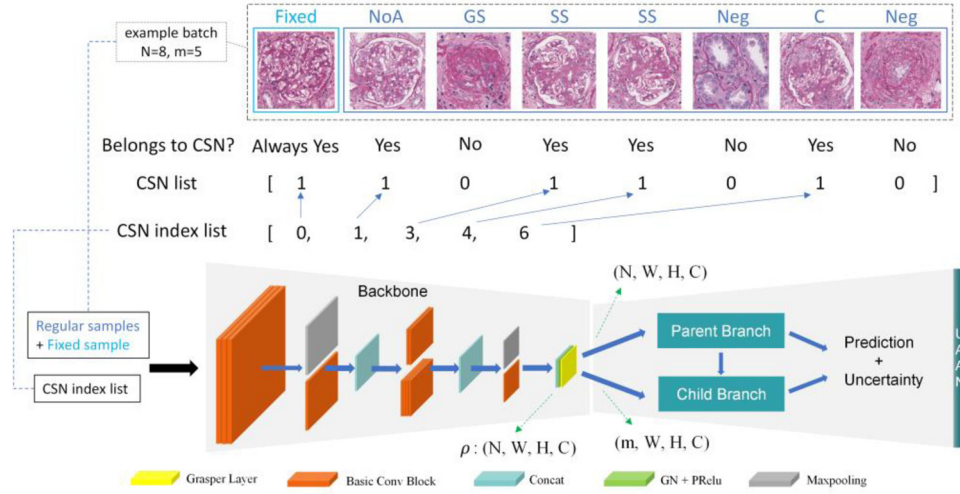 Fixed NoA GS SS SS Neg C Neg
example batch
N=8, m=5
Belongs to CSN? Always Yes Yes No Yes Yes No Yes No
CSN list [ 1 1 0 1 1 0 1 0 ]
CSN index list [ 0, 1, 3, 4, 6 ]
(N, W, H, C)
Backbone
Regular samples
+ Fixed sample
CSN index list
Parent Branch
Child Branch
Prediction
+
Uncertainty
ρ : (N, W, H, C)
(m, W, H, C)
Grasper Layer Basic Conv Block Concat GN + PRelu Maxpooling